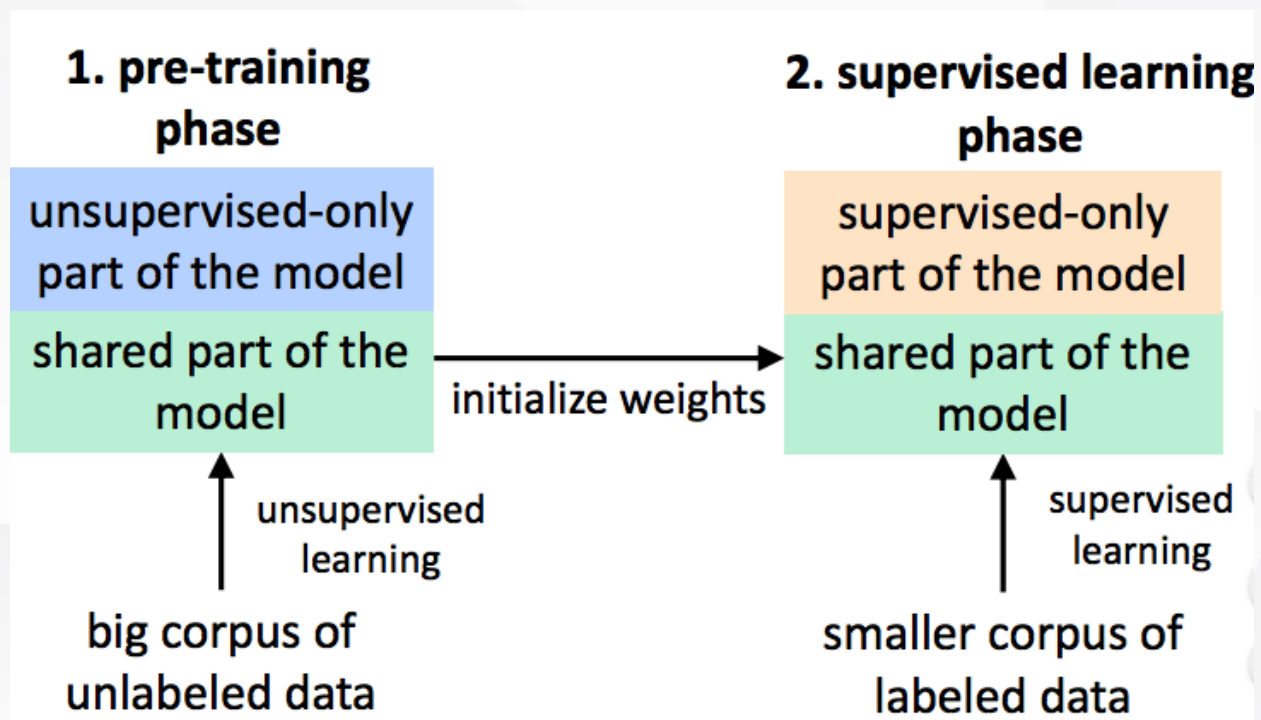 1. pre-training
phase
unsupervised-only
part of the model
shared part of the
model
unsupervised
learning
big corpus of
unlabeled data
initialize weights
2. supervised learning
phase
supervised-only
part of the model
shared part of the
model
supervised
learning
smaller corpus of
labeled data